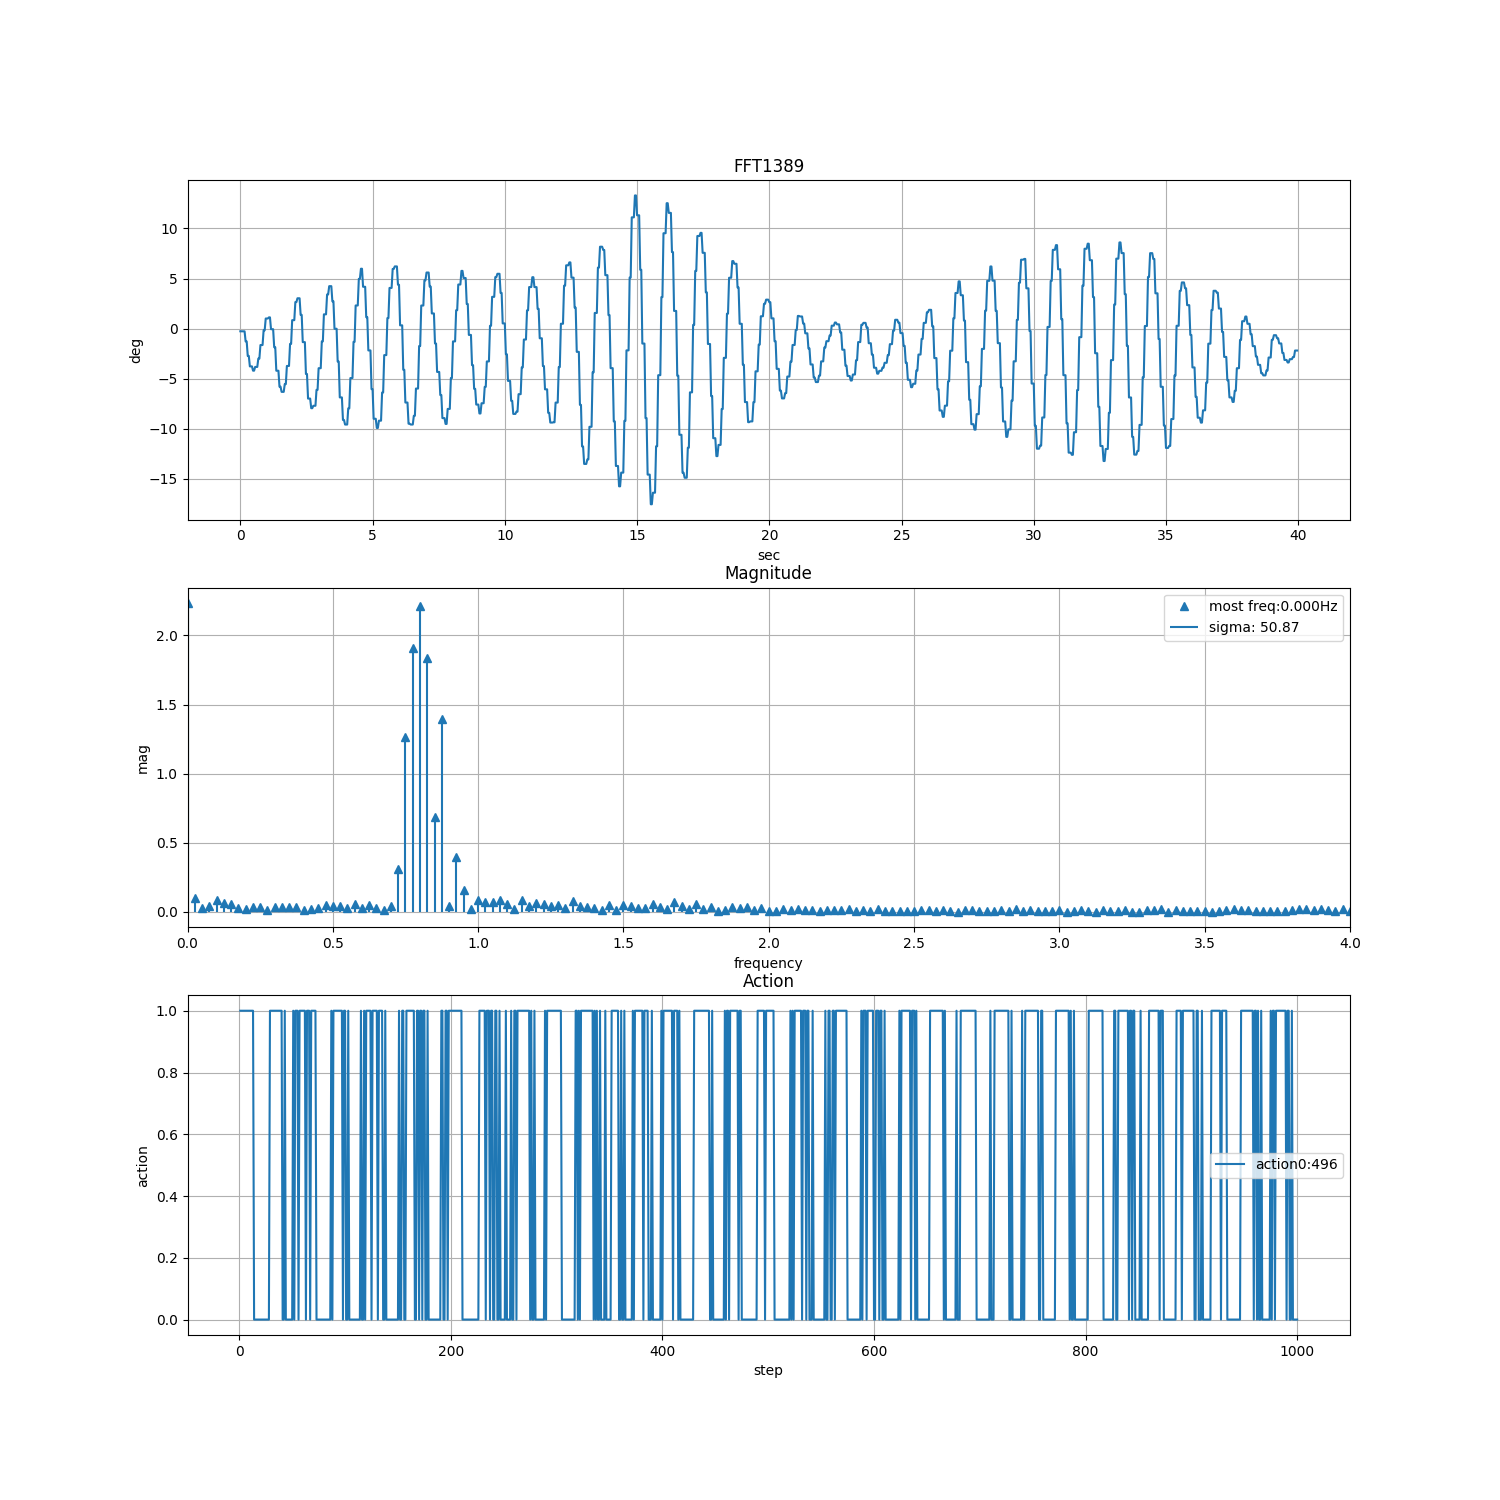 FFT1389
10
5
0
−5
−10
−15
deg
0 5 10 15 20 25 30 35 40
sec
Magnitude
most freq:0.000Hz
sigma: 50.87
2.0
1.5
1.0
0.5
0.0
mag
0.0 0.5 1.0 1.5 2.0 2.5 3.0 3.5 4.0
frequency
Action
1.0
0.8
0.6
0.4
0.2
0.0
action
action0:496
0 200 400 600 800 1000
step